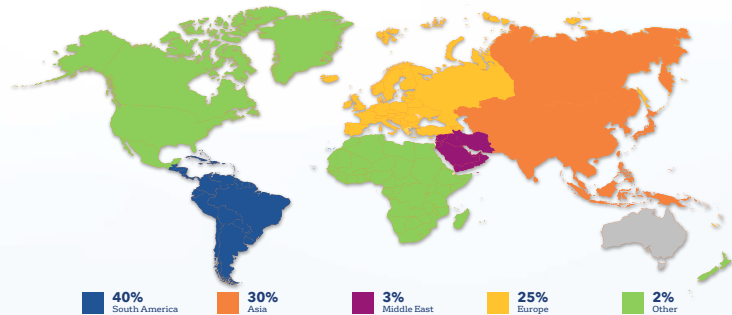 40%
South America
30%
Asia
3%
Middle East
25%
Europe
2%
Other